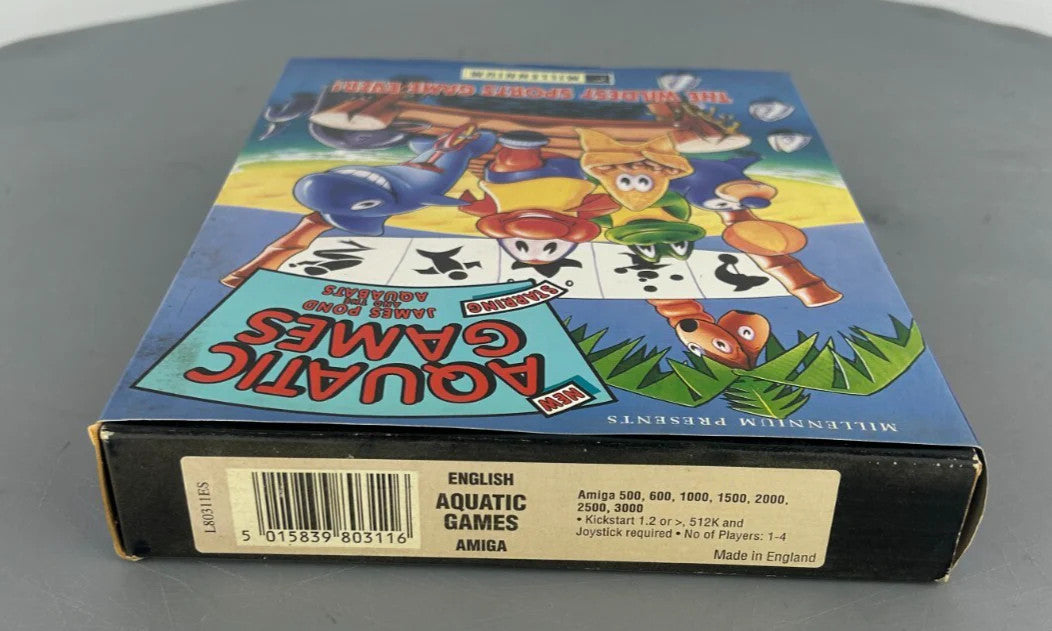 MILLENNIUM
THE WILDEST SPORTS GAME EVER!
STARRING
JAMES POND
AND THE
AQUABATS
AQUATIC
GAMES
NEW
MILLENNIUM PRESENTS
L80311ES
5 015839 803116
ENGLISH
AQUATIC
GAMES
AMIGA
Amiga 500, 600, 1000, 1500, 2000,
2500, 3000
• Kickstart 1.2 or >, 512K and
Joystick required • No of Players: 1-4
Made in England